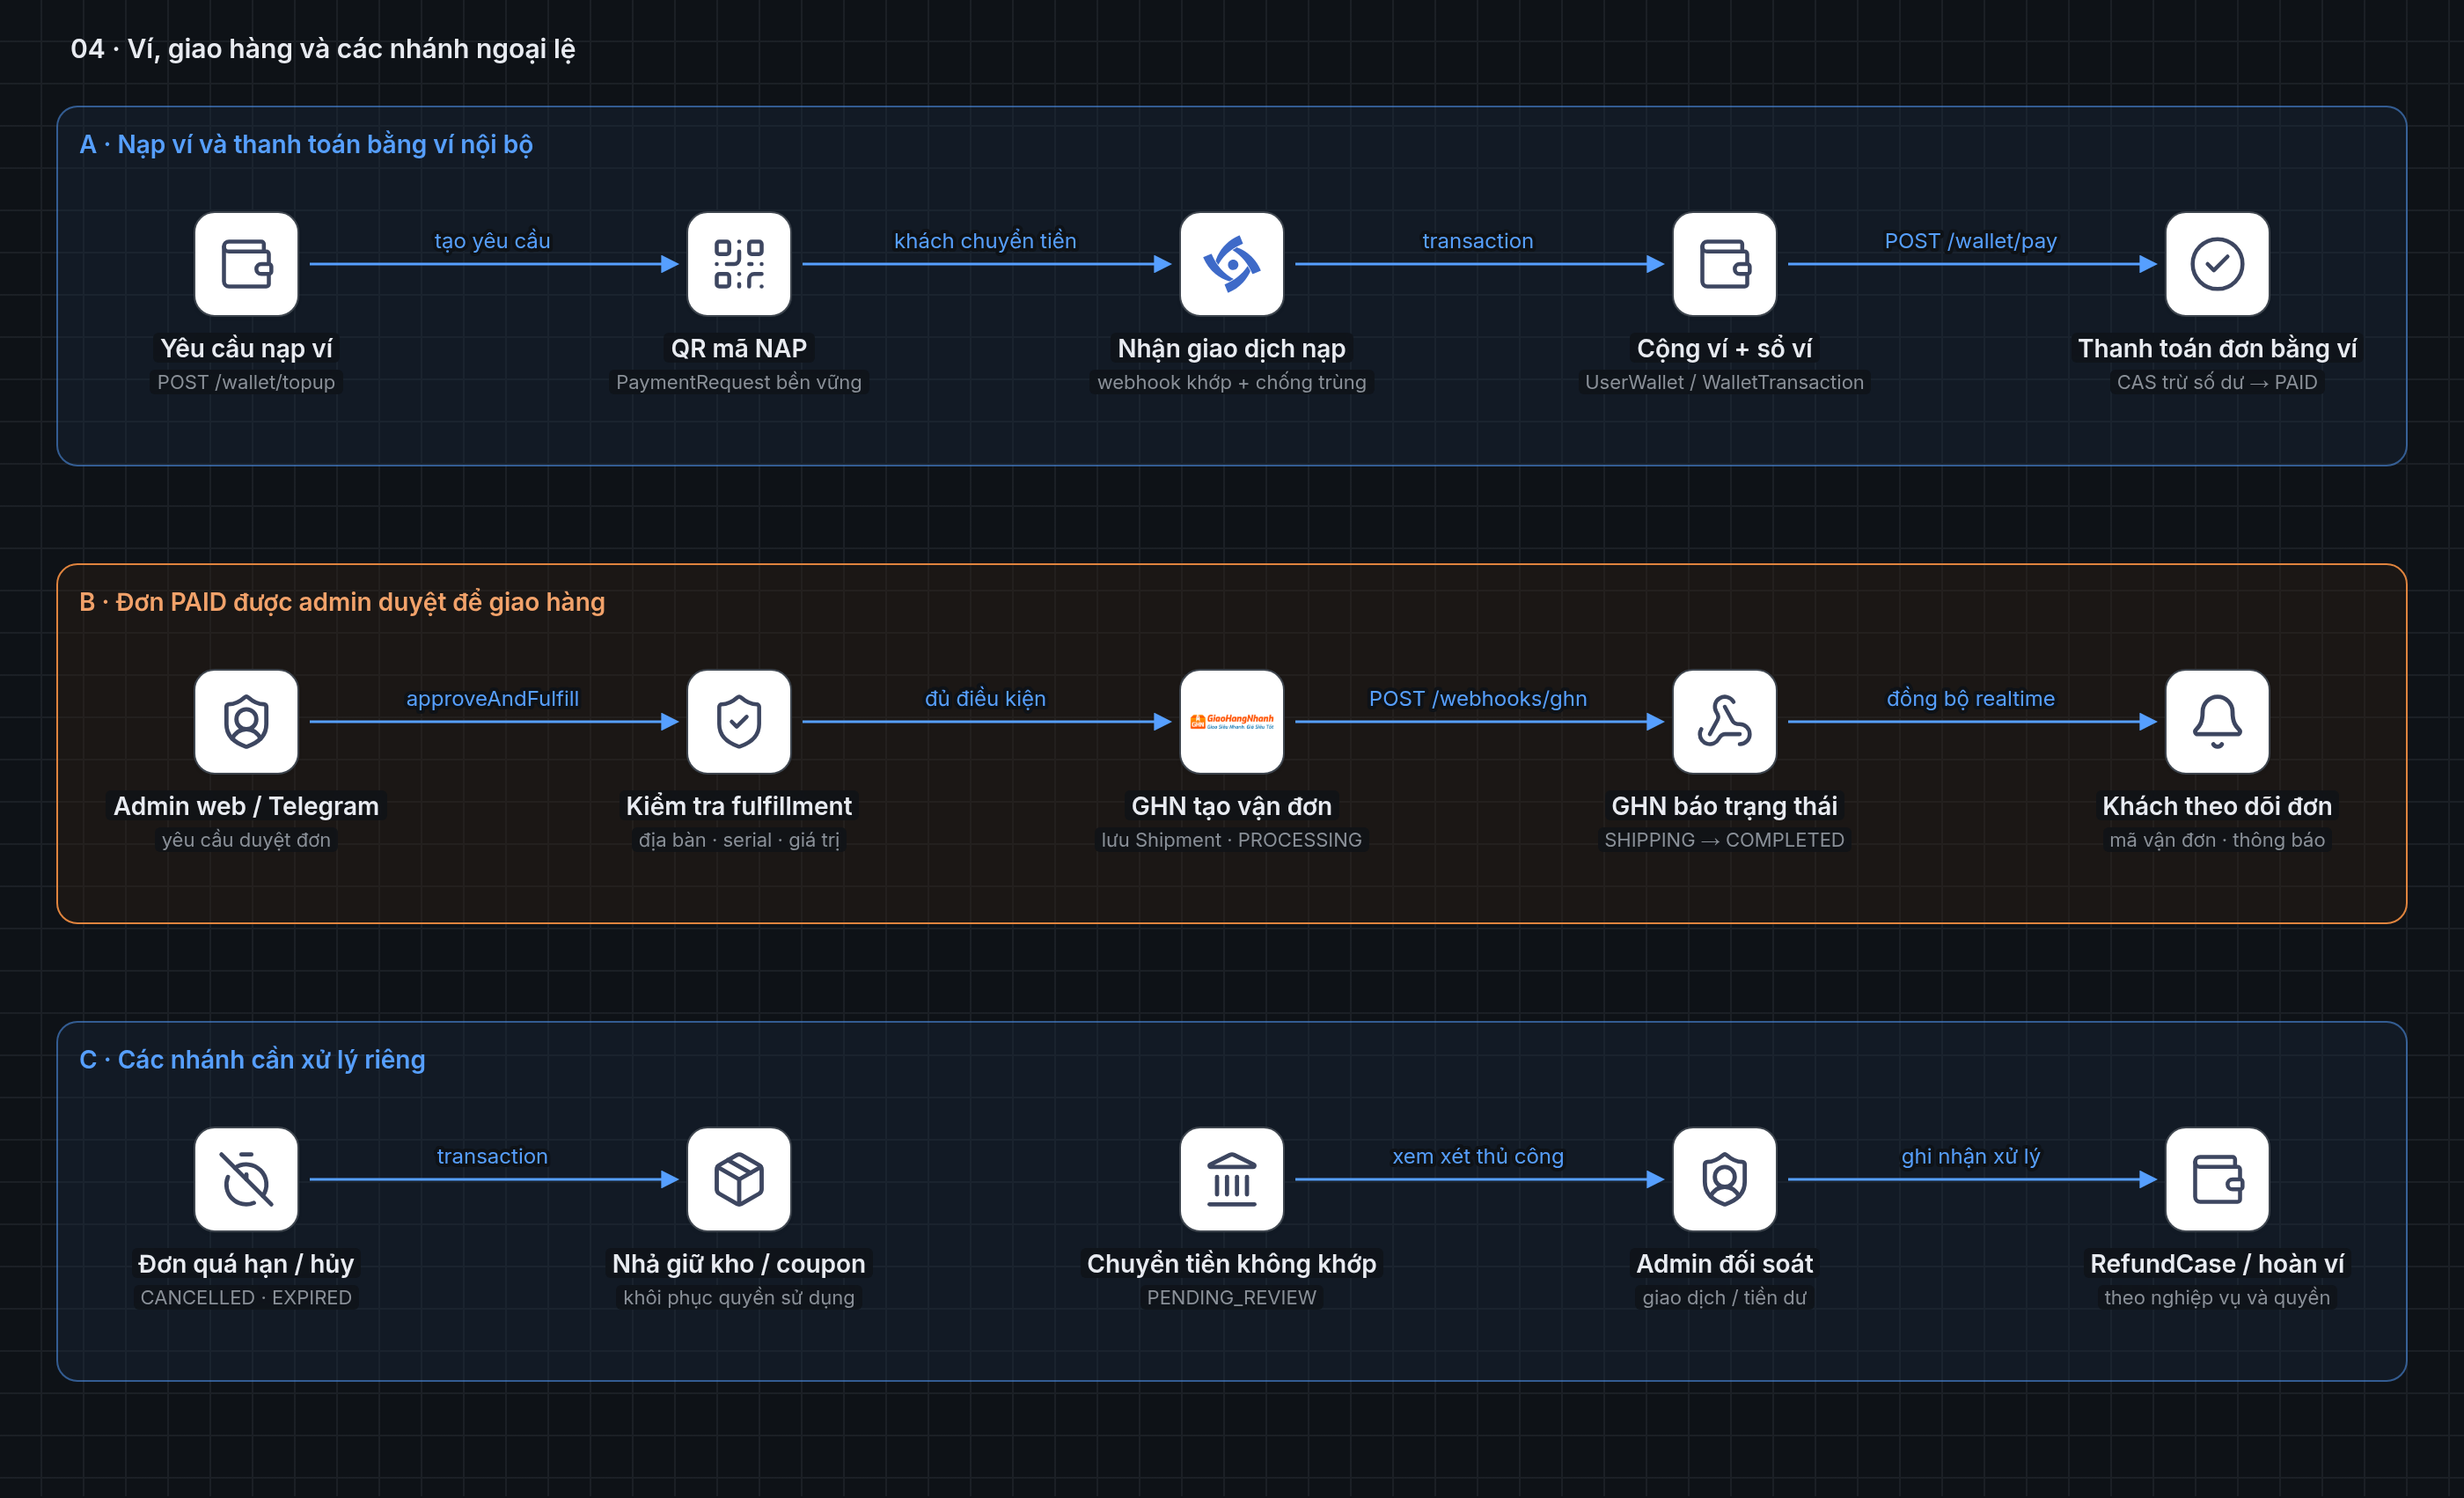 04 · Ví, giao hàng và các nhánh ngoại lệ
A · Nạp ví và thanh toán bằng ví nội bộ
tạo yêu cầu
khách chuyển tiền
transaction
POST /wallet/pay
Yêu cầu nạp ví
POST /wallet/topup
QR mã NAP
PaymentRequest bền vững
Nhận giao dịch nạp
webhook khớp + chống trùng
Cộng ví + sổ ví
UserWallet / WalletTransaction
Thanh toán đơn bằng ví
CAS trừ số dư → PAID
B · Đơn PAID được admin duyệt để giao hàng
approveAndFulfill
đủ điều kiện
POST /webhooks/ghn
đồng bộ realtime
GHN
GiaoHangNhanh
Giao Siêu Nhanh Giá Siêu Tốt
Admin web / Telegram
yêu cầu duyệt đơn
Kiểm tra fulfillment
địa bàn · serial · giá trị
GHN tạo vận đơn
lưu Shipment · PROCESSING
GHN báo trạng thái
SHIPPING → COMPLETED
Khách theo dõi đơn
mã vận đơn · thông báo
C · Các nhánh cần xử lý riêng
transaction
xem xét thủ công
ghi nhận xử lý
Đơn quá hạn / hủy
CANCELLED · EXPIRED
Nhả giữ kho / coupon
khôi phục quyền sử dụng
Chuyển tiền không khớp
PENDING_REVIEW
Admin đối soát
giao dịch / tiền dư
RefundCase / hoàn ví
theo nghiệp vụ và quyền